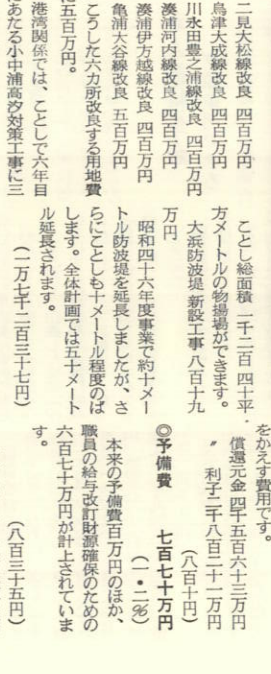 二見大松線改良 四百万円
鳥津大成線改良 四百万円
川永田豊之浦線改良 四百万円
湊浦河内線改良 四百万円
湊浦伊方越線改良 四百万円
亀浦大谷線改良 五百万円
こうした六カ所改良する用地費
に五百万円。
港湾関係では、ことしで六年目
あたる小中浦高汐対策工事に三
ことし総面積 一千二百 四十平
方メートルの物揚場ができます。
大浜防波堤 新設工事 八百十九
万円
昭和四十六年度事業で約十メー
トル防波堤を延長しましたが、さ
らにことしも十メートル程度のば
します。全体計画では五十メート
ル延長されます。
(一万七千二百三十七円)
をかえす費用です。
償還元金 四千五百六十三万円
〃 利子二千八百二十一万円
(八百十円)
◎予備費 七百七十万円
(一・二%)
本来の予備費百万円のほか、
職員の給与改訂財源確保のための
六百七十万円が計上されていま
す。
(八百三十五円)